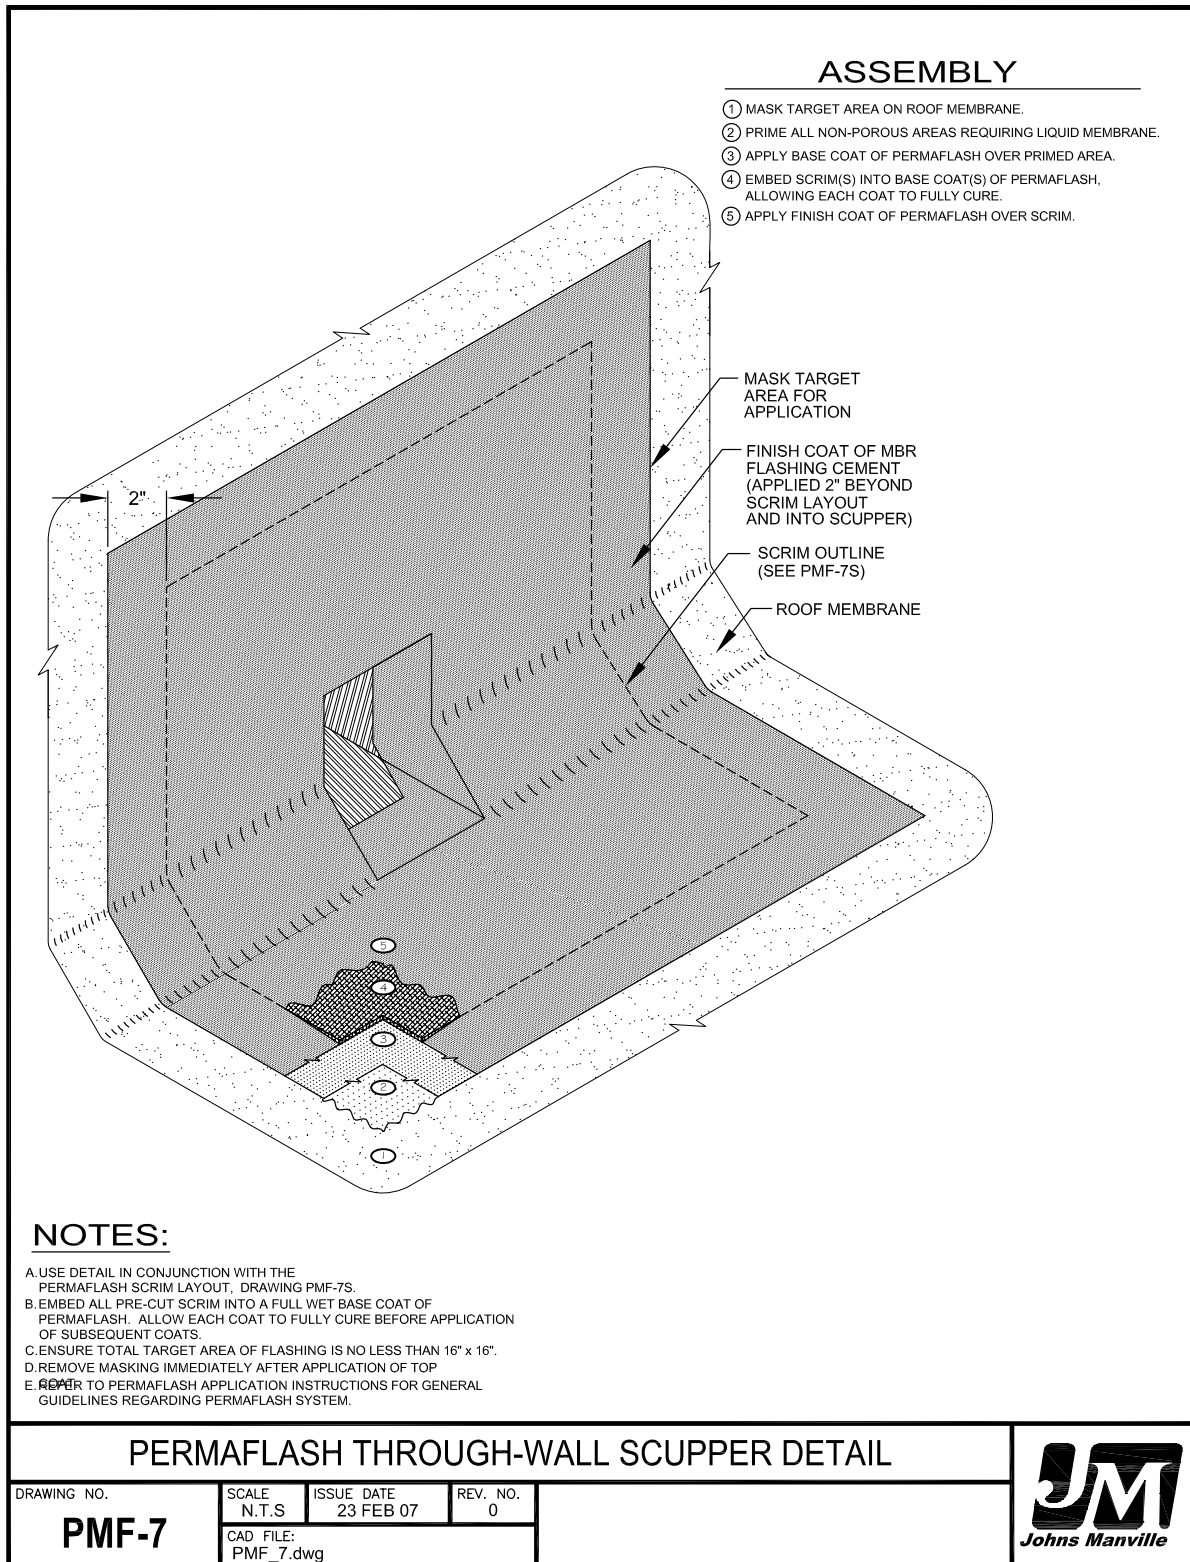 ASSEMBLY
1 MASK TARGET AREA ON ROOF MEMBRANE.
2 PRIME ALL NON-POROUS AREAS REQUIRING LIQUID MEMBRANE.
3 APPLY BASE COAT OF PERMAFLASH OVER PRIMED AREA.
4 EMBED SCRIM(S) INTO BASE COAT(S) OF PERMAFLASH,
ALLOWING EACH COAT TO FULLY CURE.
5 APPLY FINISH COAT OF PERMAFLASH OVER SCRIM.
MASK TARGET
AREA FOR
APPLICATION
FINISH COAT OF MBR
FLASHING CEMENT
(APPLIED 2" BEYOND
SCRIM LAYOUT
AND INTO SCUPPER)
2"
SCRIM OUTLINE
(SEE PMF-7S)
ROOF MEMBRANE
5
4
3
2
1
NOTES:
A. USE DETAIL IN CONJUNCTION WITH THE
PERMAFLASH SCRIM LAYOUT, DRAWING PMF-7S.
B. EMBED ALL PRE-CUT SCRIM INTO A FULL WET BASE COAT OF
PERMAFLASH. ALLOW EACH COAT TO FULLY CURE BEFORE APPLICATION
OF SUBSEQUENT COATS.
C. ENSURE TOTAL TARGET AREA OF FLASHING IS NO LESS THAN 16" x 16".
D. REMOVE MASKING IMMEDIATELY AFTER APPLICATION OF TOP
COAT.
E. REFER TO PERMAFLASH APPLICATION INSTRUCTIONS FOR GENERAL
GUIDELINES REGARDING PERMAFLASH SYSTEM.
PERMAFLASH THROUGH-WALL SCUPPER DETAIL
DRAWING NO.
PMF-7
SCALE
N.T.S
ISSUE DATE
23 FEB 07
REV. NO.
0
CAD FILE:
PMF_7.dwg
JM
Johns Manville